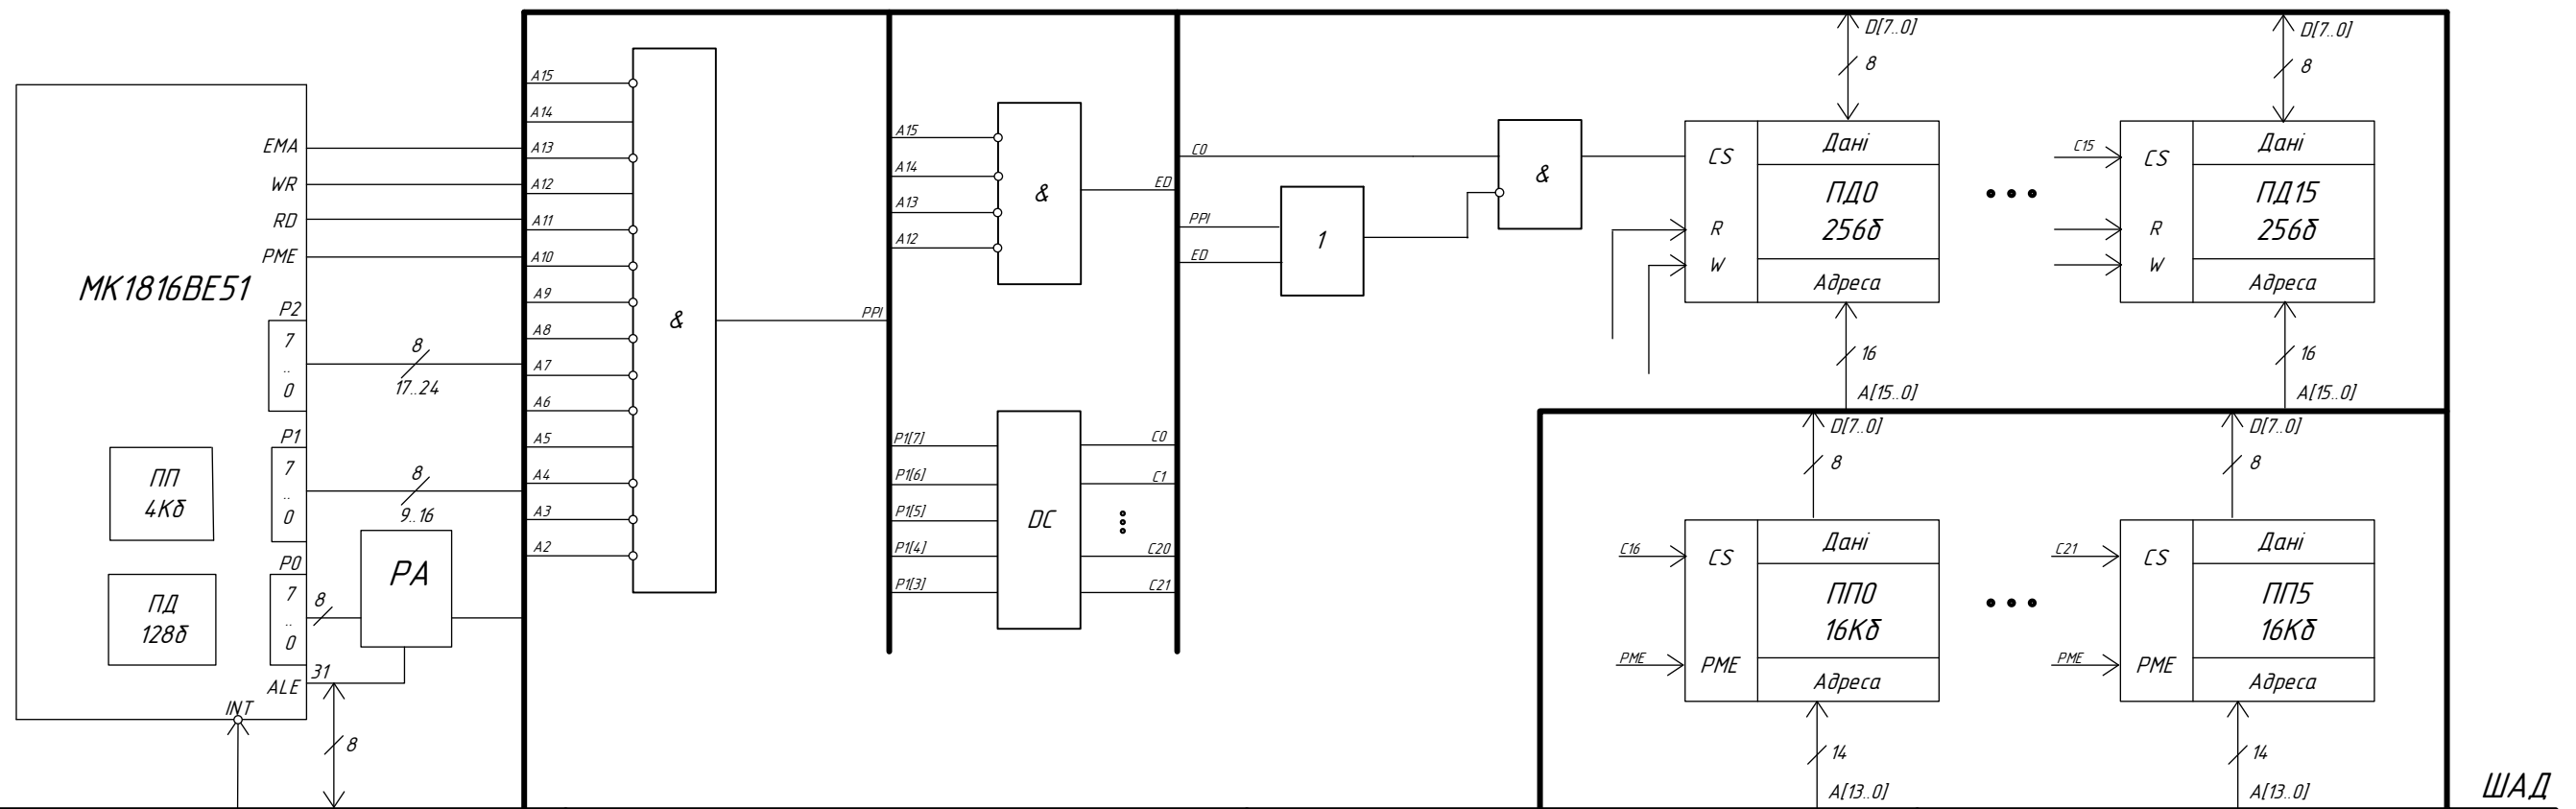 МК1816ВЕ51
EMA
WR
RD
PME
P2
7
..
0
8
17..24
P1
7
..
0
8
9..16
P0
7
..
0
8
ПП
4Кб
ПД
128б
РА
31
ALE
INT
8
A15
A14
A13
A12
A11
A10
A9
A8
A7
A6
A5
A4
A3
A2
&
PPI
A15
A14
A13
A12
&
ED
P1[7]
P1[6]
P1[5]
P1[4]
P1[3]
DC
C0
C1
C20
C21
C0
PPI
ED
1
&
D[7..0]
8
CS
R
W
Дані
ПД0
256б
Адреса
16
A[15..0]
D[7..0]
8
C15
CS
R
W
Дані
ПД15
256б
Адреса
16
A[15..0]
D[7..0]
8
C16
PME
CS
PME
Дані
ПП0
16Кб
Адреса
14
A[13..0]
D[7..0]
8
C21
PME
CS
PME
Дані
ПП5
16Кб
Адреса
14
A[13..0]
ШАД